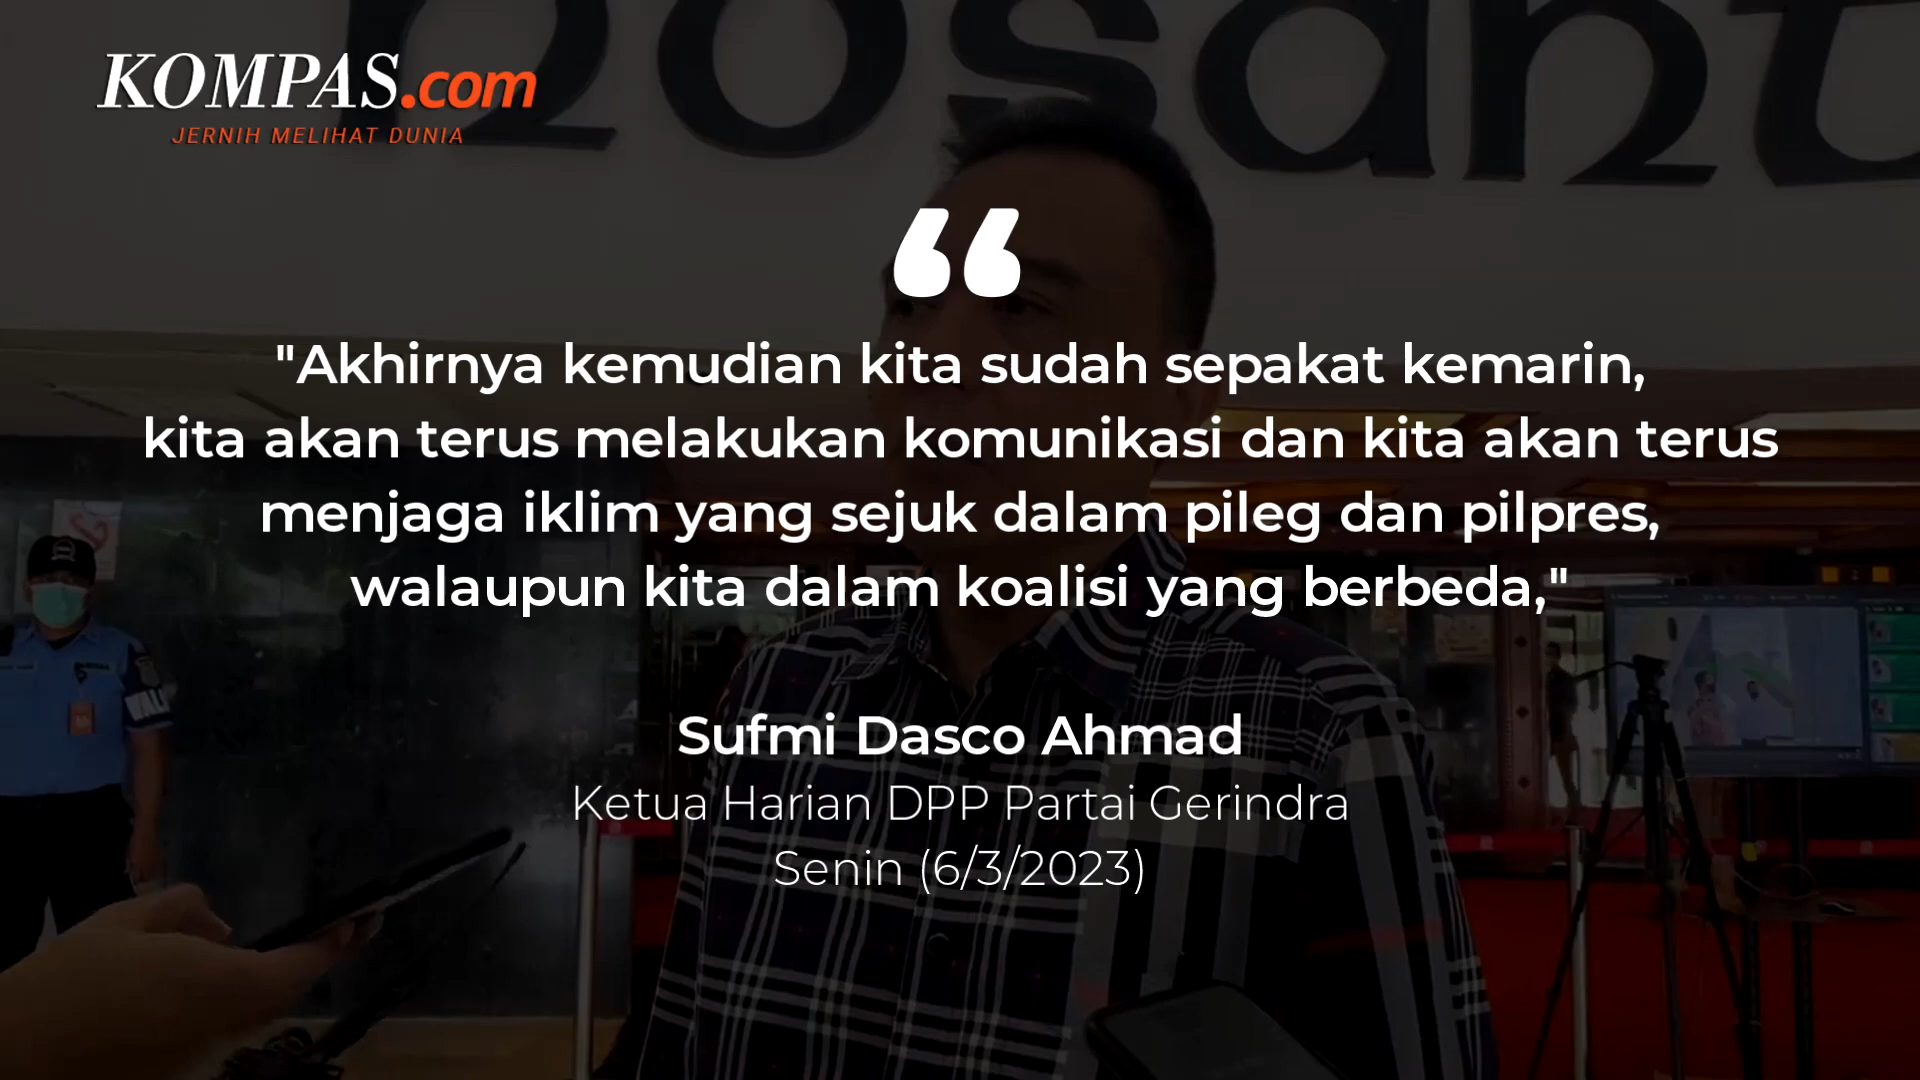 KOMPAS.com
JERNIH MELIHAT DUNIA
"Akhirnya kemudian kita sudah sepakat kemarin,
kita akan terus melakukan komunikasi dan kita akan terus
menjaga iklim yang sejuk dalam pileg dan pilpres,
walaupun kita dalam koalisi yang berbeda,"
Sufmi Dasco Ahmad
Ketua Harian DPP Partai Gerindra
Senin (6/3/2023)